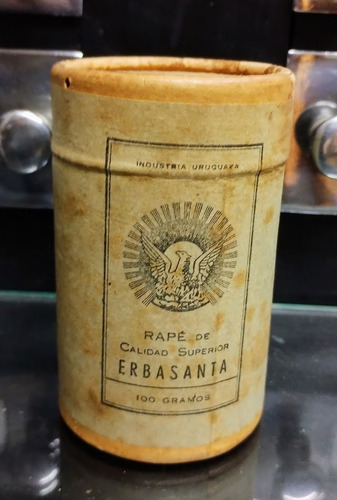 INDUSTRIA URUGUAYA
RAPÉ DE
CALIDAD SUPERIOR
ERBASANTA
100 GRAMOS